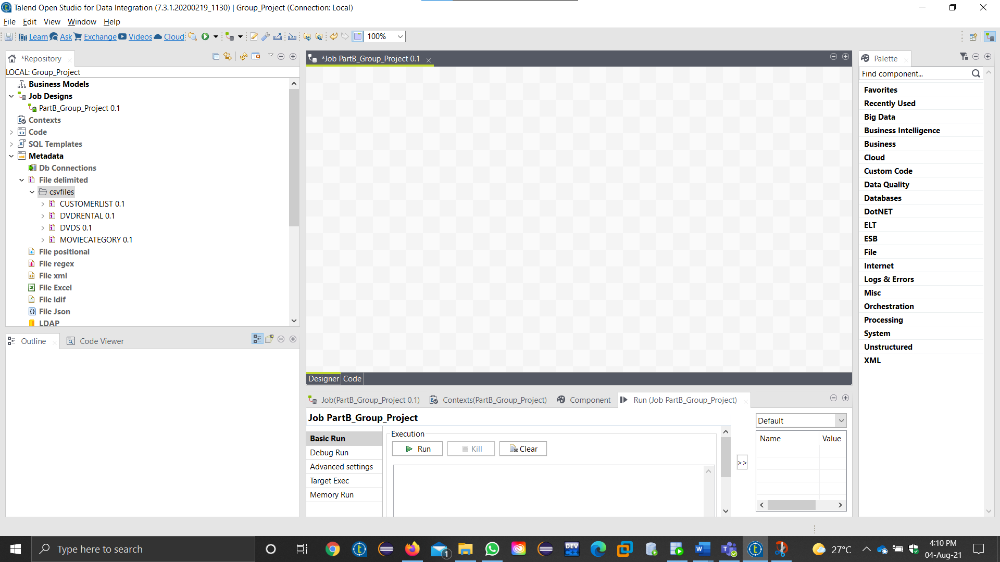 Talend Open Studio for Data Integration (7.3.1.20200219_1130) | Group_Project (Connection: Local)
File Edit View Window Help
Learn Ask Exchange Videos Cloud 100%
*Repository
LOCAL: Group_Project
Business Models
Job Designs
PartB_Group_Project 0.1
Contexts
Code
SQL Templates
Metadata
Db Connections
File delimited
csvfiles
CUSTOMERLIST 0.1
DVDRENTAL 0.1
DVDS 0.1
MOVIECATEGORY 0.1
File positional
File regex
File xml
File Excel
File ldif
File Json
LDAP
Outline Code Viewer
*Job PartB_Group_Project 0.1
Designer Code
Job(PartB_Group_Project 0.1) Contexts(PartB_Group_Project) Component Run (Job PartB_Group_Project)
Job PartB_Group_Project
Basic Run
Debug Run
Advanced settings
Target Exec
Memory Run
Execution
Run Kill Clear
>>
Default
Name Value
Palette
Find component...
Favorites
Recently Used
Big Data
Business Intelligence
Business
Cloud
Custom Code
Data Quality
Databases
DotNET
ELT
ESB
File
Internet
Logs & Errors
Misc
Orchestration
Processing
System
Unstructured
XML
Type here to search
1
DEV
27°C
4:10 PM
04-Aug-21